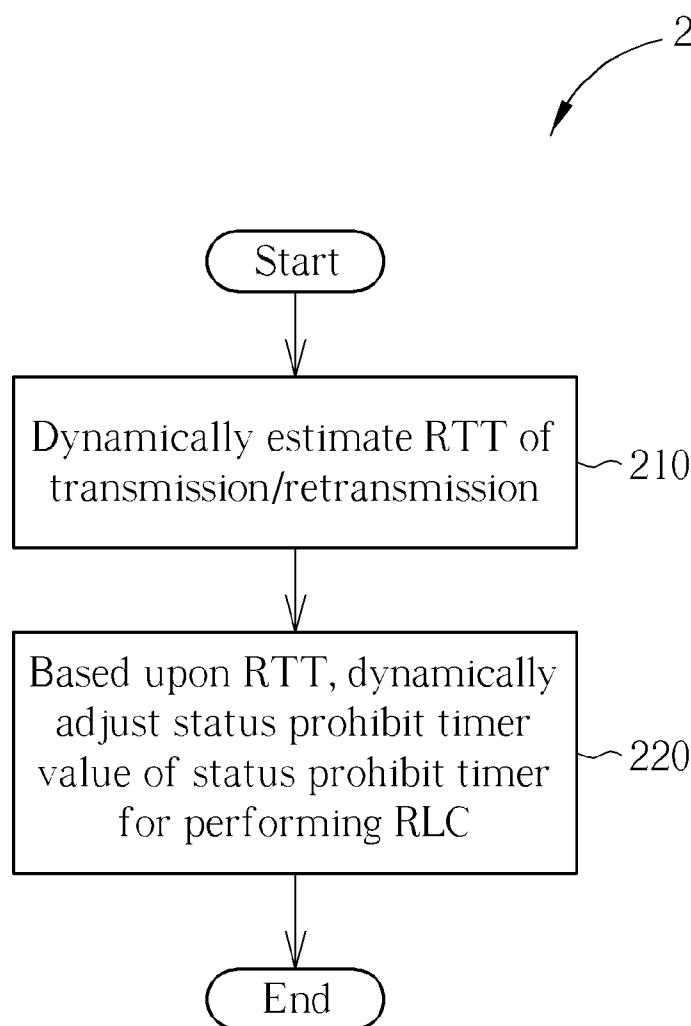 2
Start
Dynamically estimate RTT of
transmission/retransmission
210
Based upon RTT, dynamically
adjust status prohibit timer
value of status prohibit timer
for performing RLC
220
End